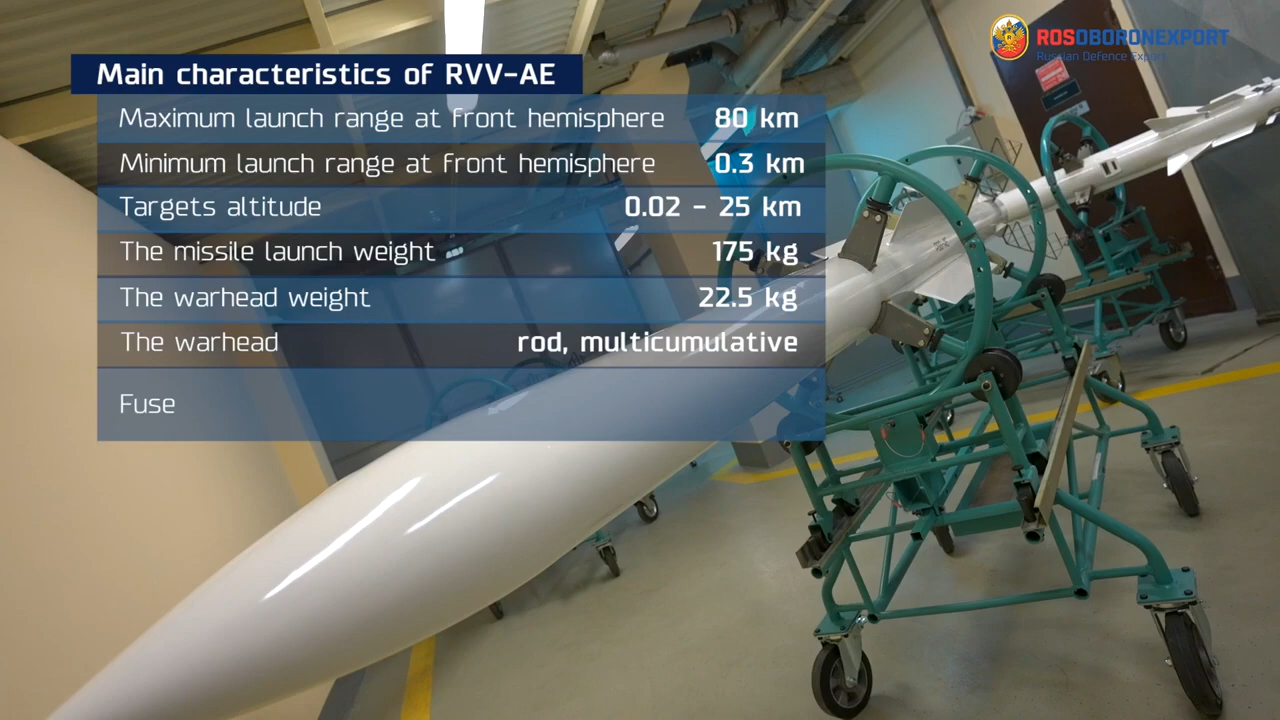 ROSOBORONEXPORT
Russian Defence Export
Main characteristics of RVV-AE
Maximum launch range at front hemisphere 80 km
Minimum launch range at front hemisphere 0.3 km
Targets altitude 0.02 - 25 km
The missile launch weight 175 kg
The warhead weight 22.5 kg
The warhead rod, multicumulative
Fuse